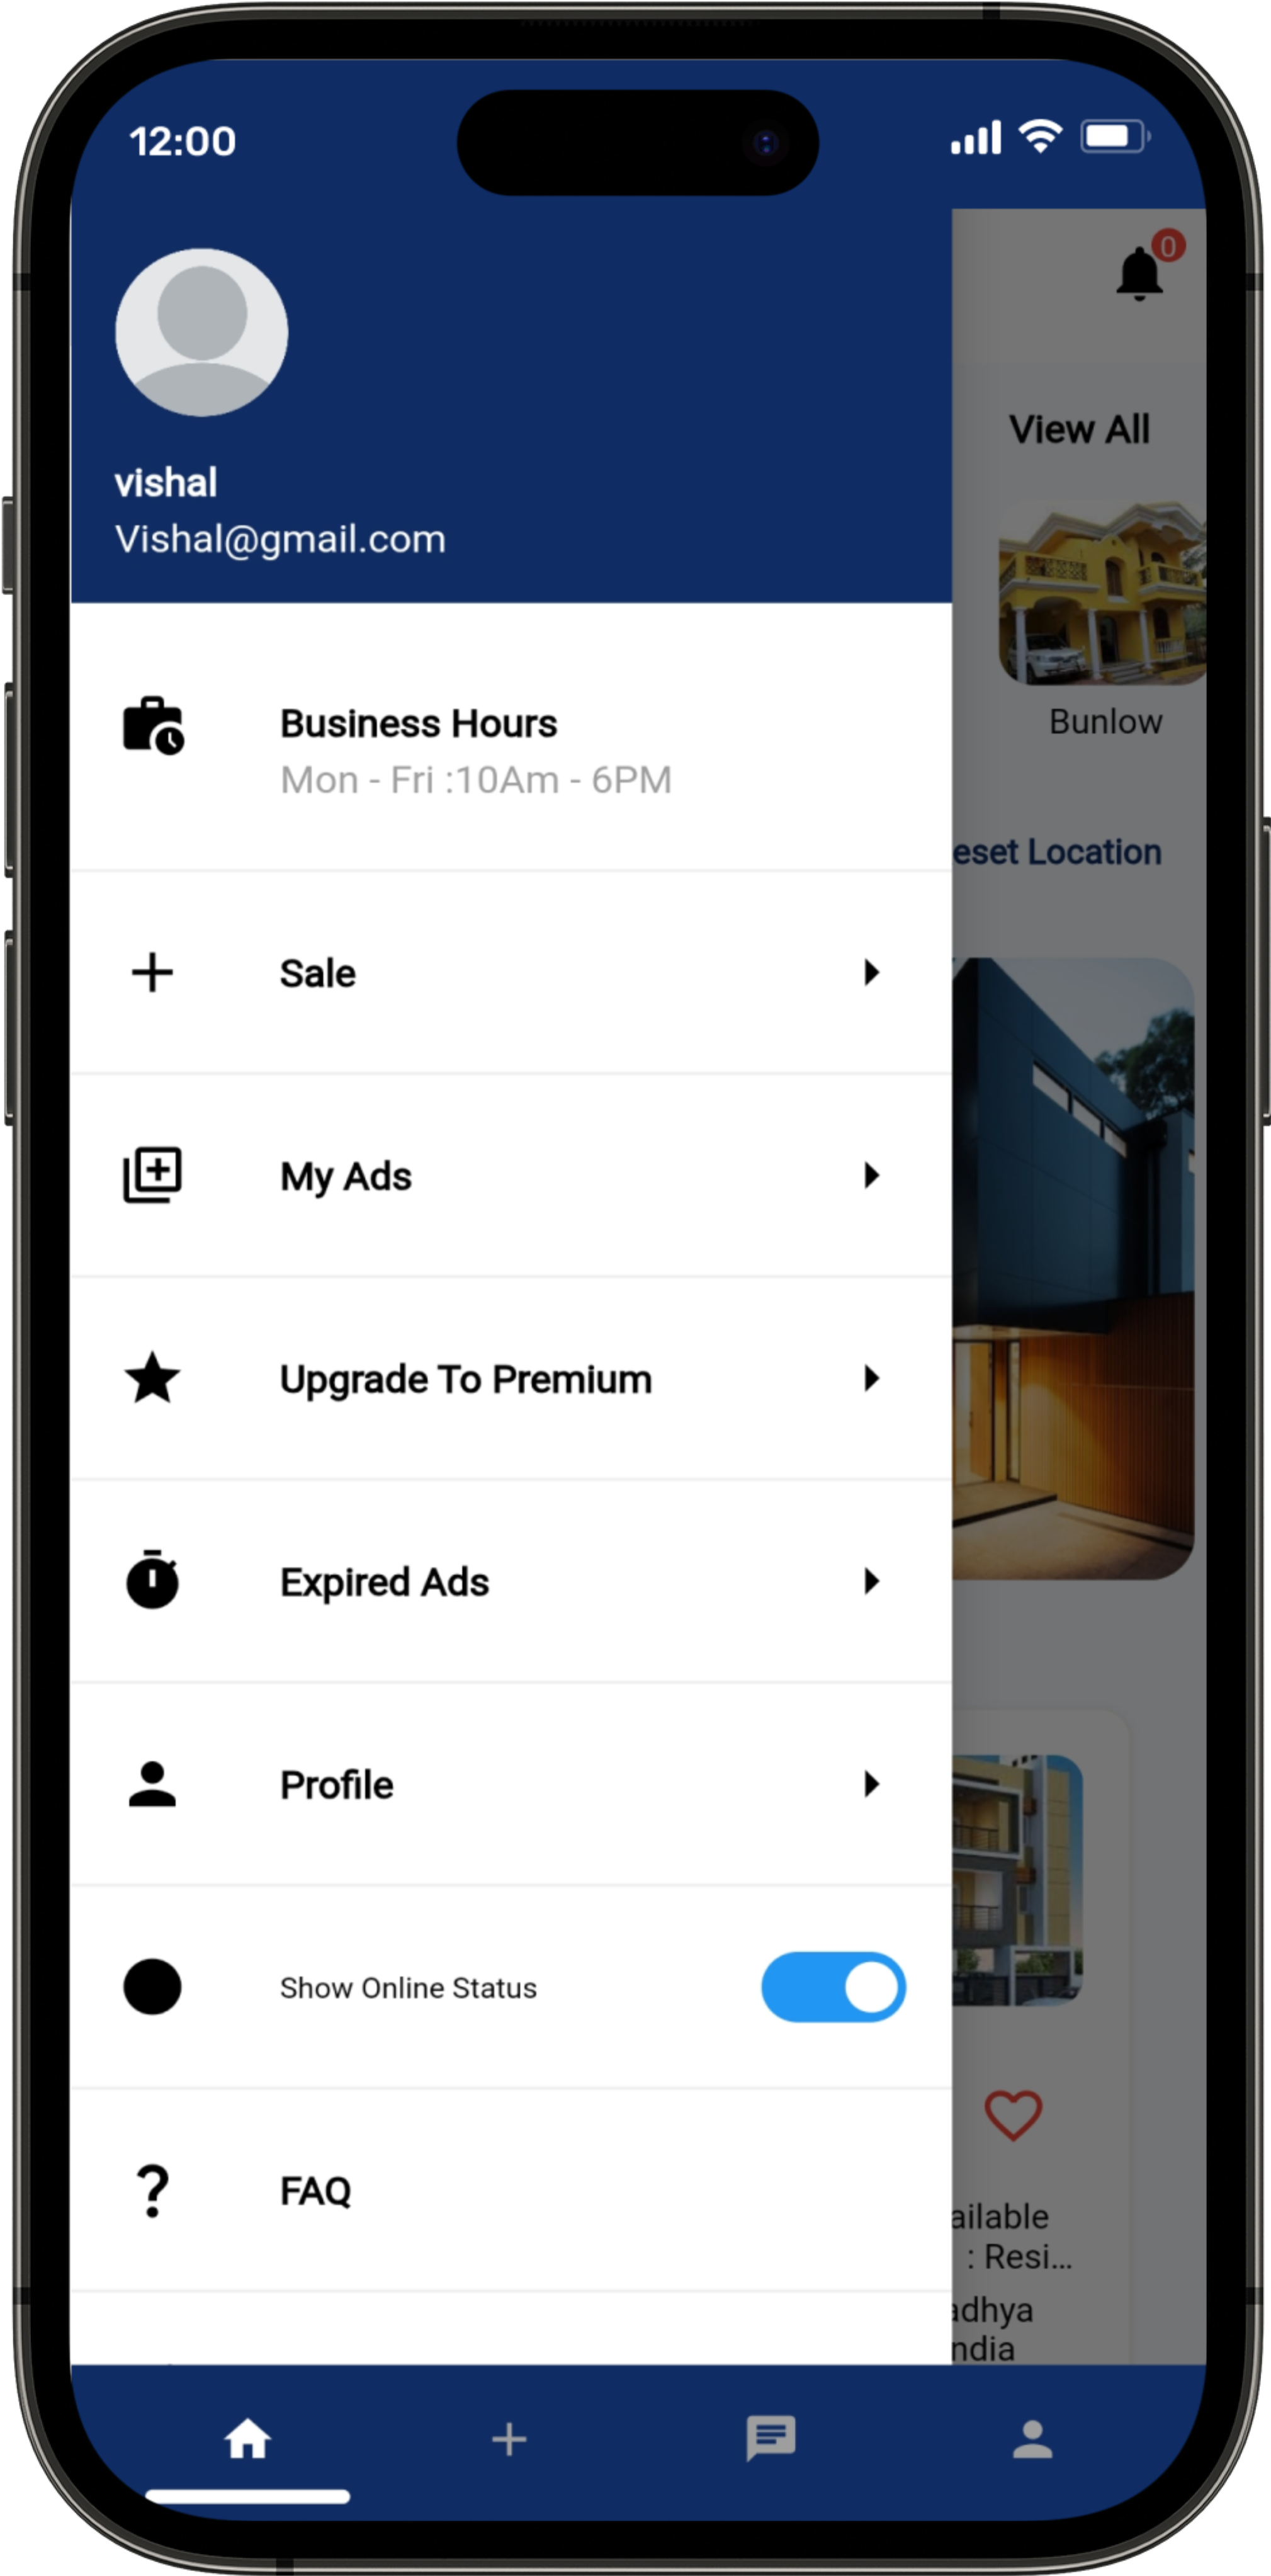 12:00
0
vishal
Vishal@gmail.com
View All
Bunlow
Business Hours
Mon - Fri :10Am - 6PM
eset Location
Sale
My Ads
Upgrade To Premium
Expired Ads
Profile
Show Online Status
FAQ
ailable
: Resi...
adhya
ndia